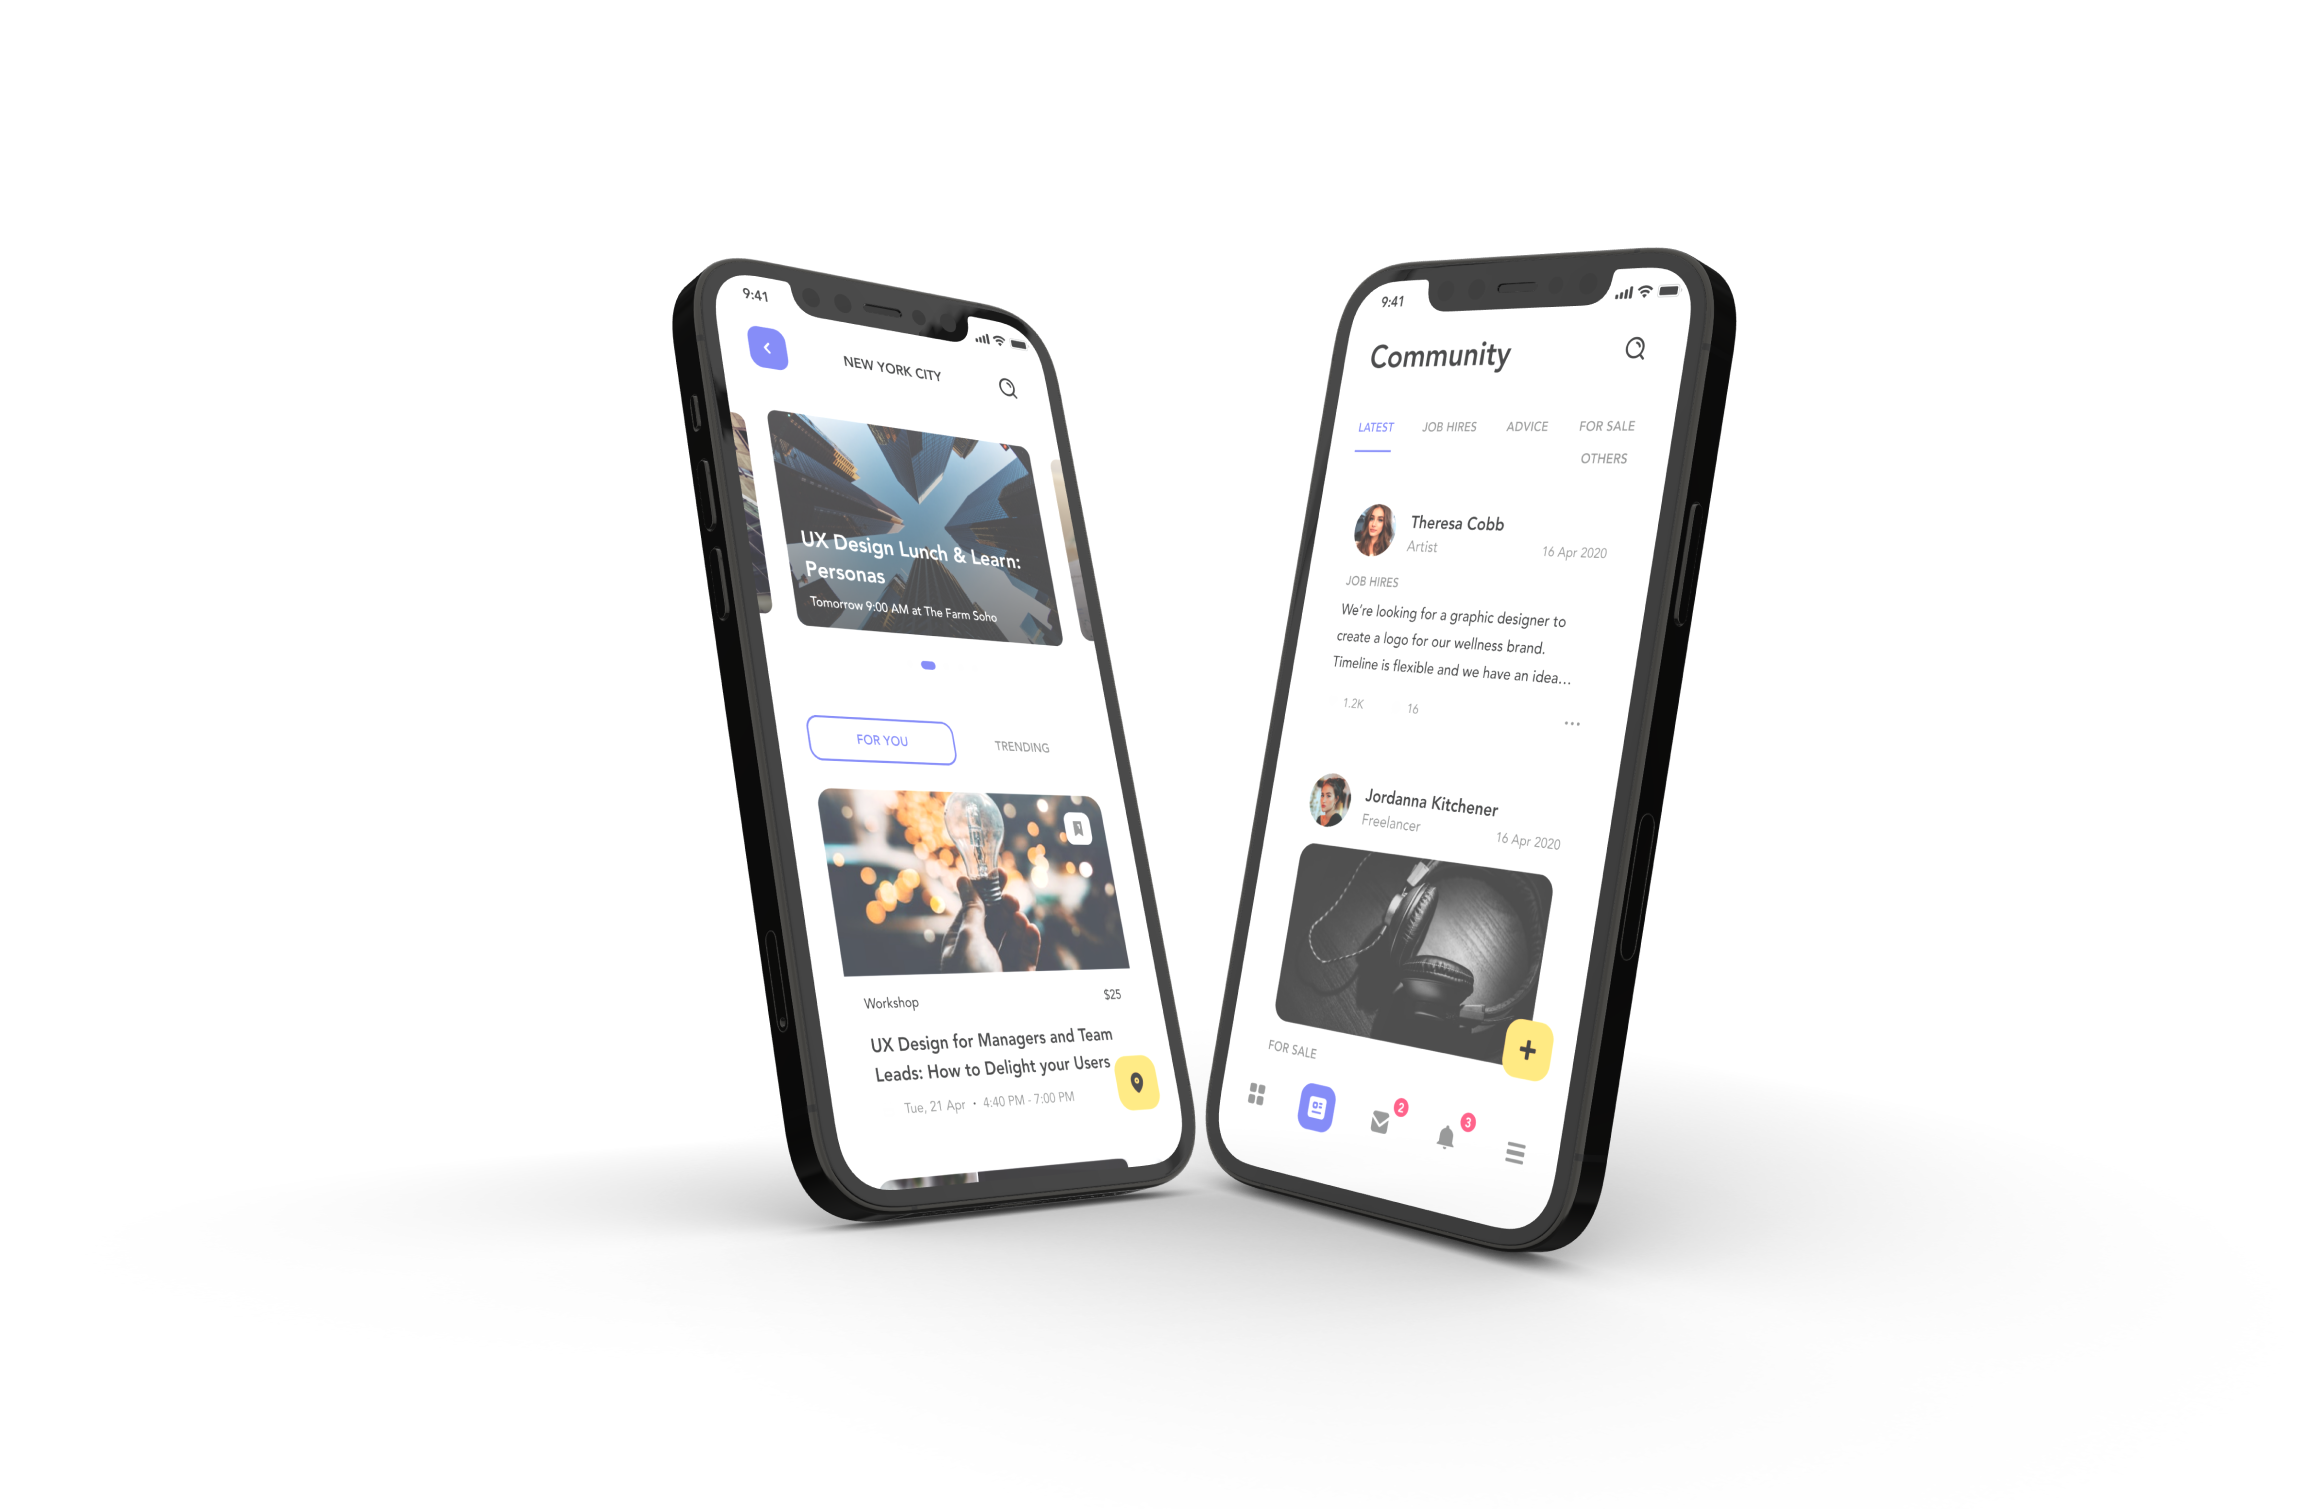 9:41
NEW YORK CITY
UX Design Lunch & Learn:
Personas
Tomorrow 9:00 AM at The Farm Soho
FOR YOU
TRENDING
Workshop
$25
UX Design for Managers and Team
Leads: How to Delight your Users
Tue, 21 Apr • 4:40 PM - 7:00 PM
9:41
Community
LATEST
JOB HIRES
ADVICE
FOR SALE
OTHERS
Theresa Cobb
Artist
16 Apr 2020
JOB HIRES
We're looking for a graphic designer to
create a logo for our wellness brand.
Timeline is flexible and we have an idea...
1.2K
16
Jordanna Kitchener
Freelancer
16 Apr 2020
FOR SALE
2
3